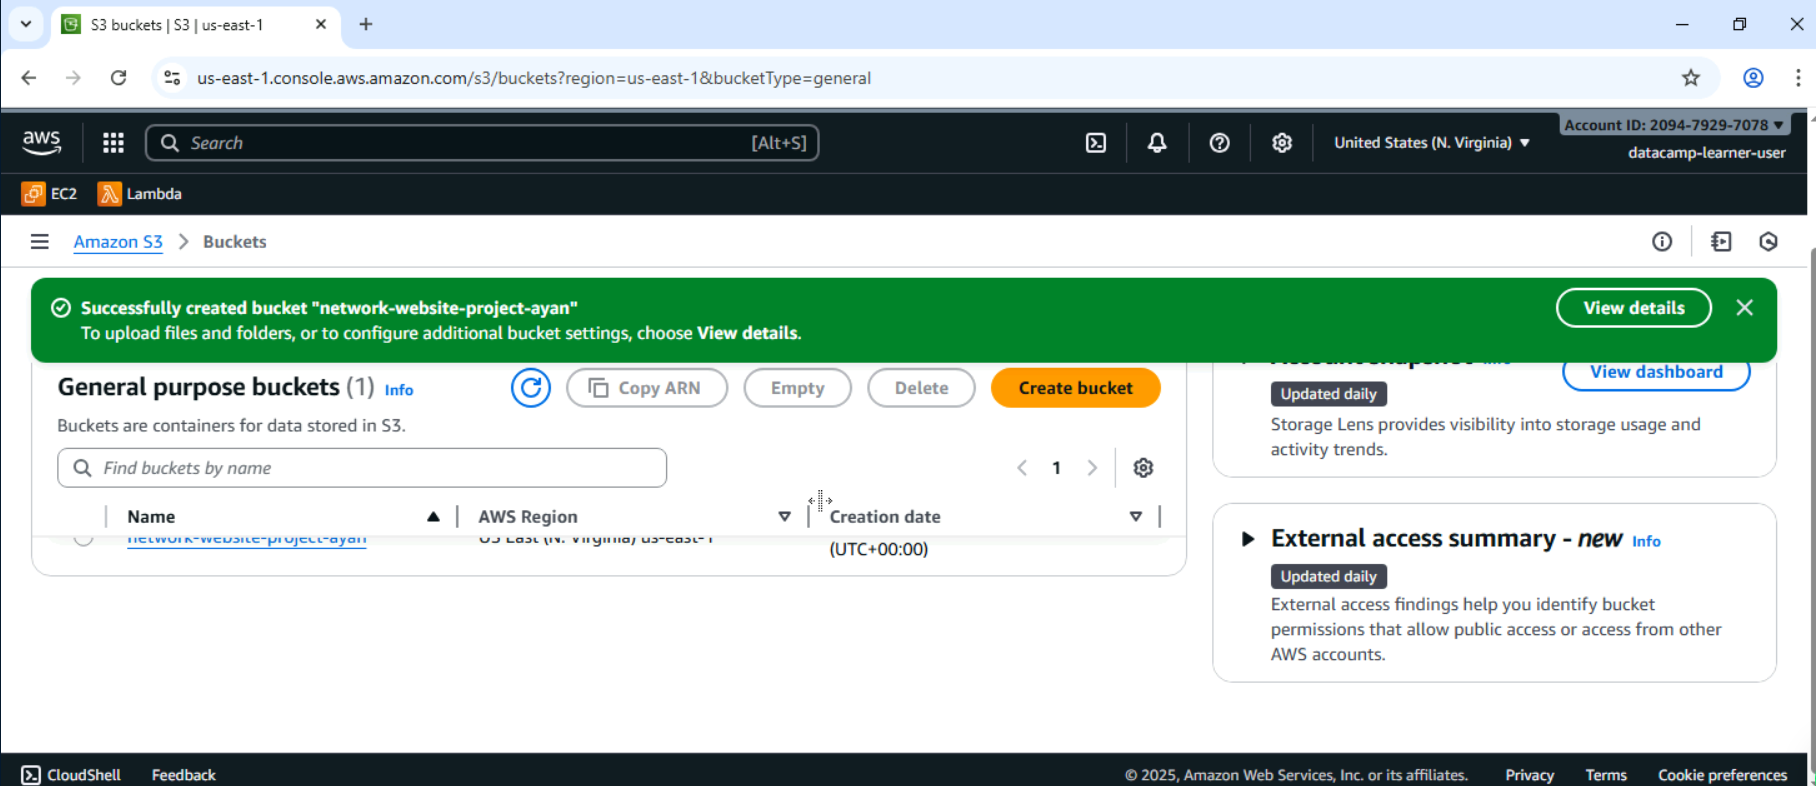 S3 buckets | S3 | us-east-1
us-east-1.console.aws.amazon.com/s3/buckets?region=us-east-1&bucketType=general
aws
Search
[Alt+S]
United States (N. Virginia)
Account ID: 2094-7929-7078
datacamp-learner-user
EC2
Lambda
Amazon S3
Buckets
Successfully created bucket "network-website-project-ayan"
To upload files and folders, or to configure additional bucket settings, choose View details.
View details
General purpose buckets (1) Info
Copy ARN
Empty
Delete
Create bucket
Buckets are containers for data stored in S3.
Find buckets by name
1
Name
AWS Region
Creation date
network-website-project-ayan
US East (N. Virginia) us-east-1
(UTC+00:00)
View dashboard
Updated daily
Storage Lens provides visibility into storage usage and
activity trends.
External access summary - new Info
Updated daily
External access findings help you identify bucket
permissions that allow public access or access from other
AWS accounts.
CloudShell
Feedback
© 2025, Amazon Web Services, Inc. or its affiliates.
Privacy
Terms
Cookie preferences